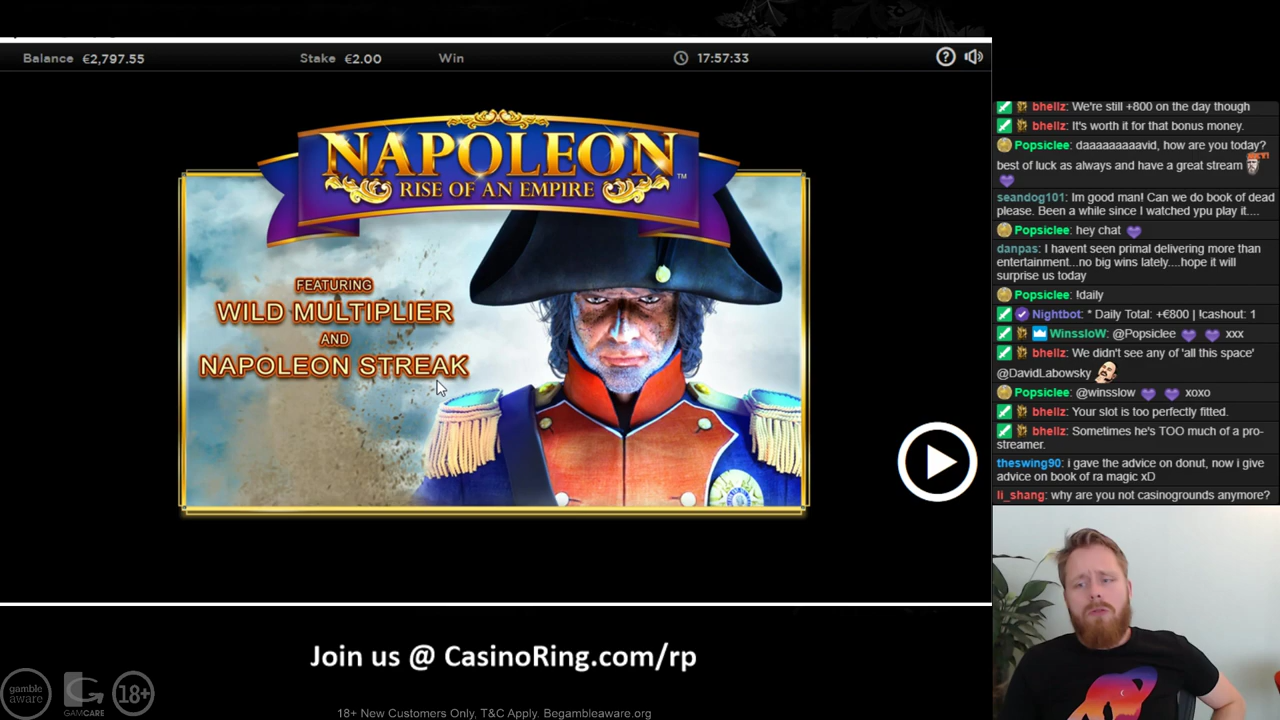 Balance €2,797.55
Stake €2.00
Win
17:57:33
NAPOLEON
RISE OF AN EMPIRE
™
FEATURING
WILD MULTIPLIER
AND
NAPOLEON STREAK
bhellz: We're still +800 on the day though
bhellz: It's worth it for that bonus money.
Popsiclee: daaaaaaaaavid, how are you today?
best of luck as always and have a great stream
seandog101: Im good man! Can we do book of dead
please. Been a while since I watched ypu play it....
Popsiclee: hey chat
danpas: I havent seen primal delivering more than
entertainment...no big wins lately....hope it will
surprise us today
Popsiclee: !daily
Nightbot: * Daily Total: +€800 | !cashout: 1
WinssloW: @Popsiclee xxx
bhellz: We didn't see any of 'all this space'
@DavidLabowsky
Popsiclee: @winsslow xoxo
bhellz: Your slot is too perfectly fitted.
bhellz: Sometimes he's TOO much of a pro-
streamer.
theswing90: i gave the advice on donut, now i give
advice on book of ra magic xD
li_shang: why are you not casinogrounds anymore?
Join us @ CasinoRing.com/rp
gamble
aware
GAMCARE
18+
18+ New Customers Only, T&C Apply. Begambleaware.org